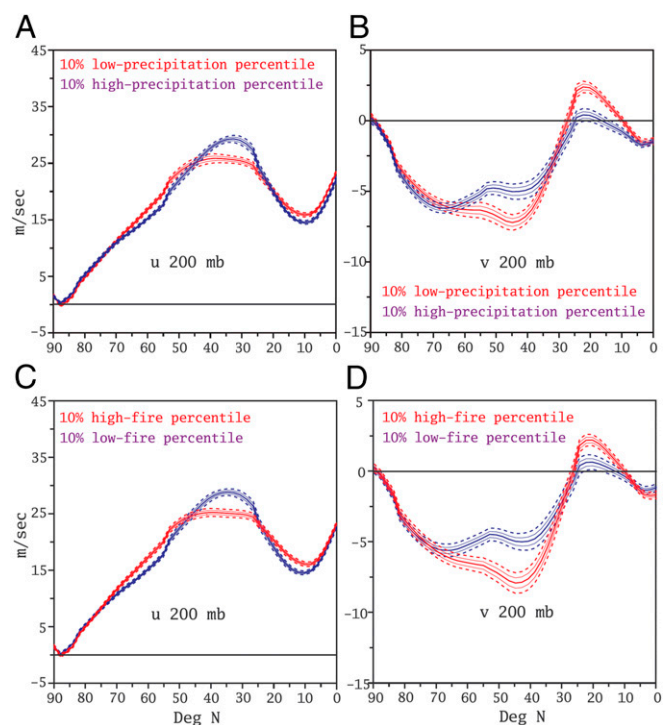 A
B
45
35
25
15
5
-5
m/sec
10% low-precipitation percentile
10% high-precipitation percentile
u 200 mb
90 80 70 60 50 40 30 20 10 0
5
0
-5
-10
-15
v 200 mb
10% low-precipitation percentile
10% high-precipitation percentile
90 80 70 60 50 40 30 20 10 0
C
D
45
35
25
15
5
-5
m/sec
10% high-fire percentile
10% low-fire percentile
u 200 mb
90 80 70 60 50 40 30 20 10 0
Deg N
5
0
-5
-10
-15
10% high-fire percentile
10% low-fire percentile
v 200 mb
90 80 70 60 50 40 30 20 10 0
Deg N